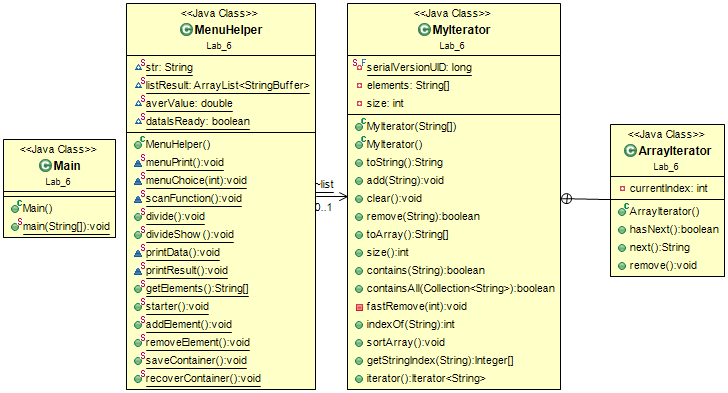 <<Java Class>>
Main
Lab_6
Main()
main(String[]):void
<<Java Class>>
MenuHelper
Lab_6
str: String
listResult: ArrayList<StringBuffer>
averValue: double
dataIsReady: boolean
MenuHelper()
menuPrint():void
menuChoice(int):void
scanFunction():void
divide():void
divideShow():void
printData():void
printResult():void
getElements():String[]
starter():void
addElement():void
removeElement():void
saveContainer():void
recoverContainer():void
~list
0..1
<<Java Class>>
MyIterator
Lab_6
serialVersionUID: long
elements: String[]
size: int
MyIterator(String[])
MyIterator()
toString():String
add(String):void
clear():void
remove(String):boolean
toArray():String[]
size():int
contains(String):boolean
containsAll(Collection<String>):boolean
fastRemove(int):void
indexOf(String):int
sortArray():void
getStringIndex(String):Integer[]
iterator():Iterator<String>
<<Java Class>>
ArrayIterator
Lab_6
currentIndex: int
ArrayIterator()
hasNext():boolean
next():String
remove():void